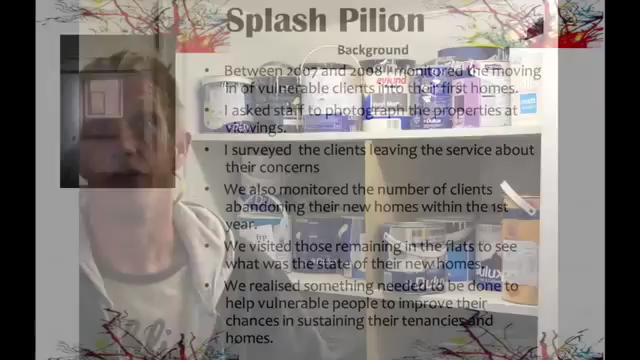 Splash Pilion
Background
• Between 2007 and 2008 I monitored the moving
in of vulnerable clients into their first homes.
• I asked staff to photograph the properties at
viewings.
• I surveyed the clients leaving the service about
their concerns
• We also monitored the number of clients
abandoning their new homes within the 1st
year.
• We visited those remaining in the flats to see
what was the state of their new homes.
• We realised something needed to be done to
help vulnerable people to improve their
chances in sustaining their tenancies and
homes.
Dulux